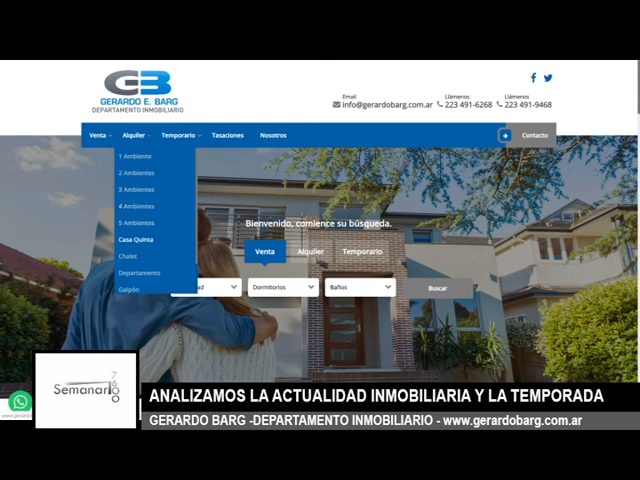 GB
GERARDO E. BARG
DEPARTAMENTO INMOBILIARIO
Email
info@gerardobarg.com.ar
Llámenos
223 491-6268
Llámenos
223 491-9468
Venta
Alquiler
Temporario
Tasaciones
Nosotros
Contacto
1 Ambiente
2 Ambientes
3 Ambientes
4 Ambientes
5 Ambientes
Casa Quinta
Chalet
Departamento
Galpón
Bienvenido, comience su búsqueda.
Venta
Alquiler
Temporario
Dormitorios
Baños
Buscar
Semanario
7600
ANALIZAMOS LA ACTUALIDAD INMOBILIARIA Y LA TEMPORADA
GERARDO BARG -DEPARTAMENTO INMOBILIARIO - www.gerardobarg.com.ar